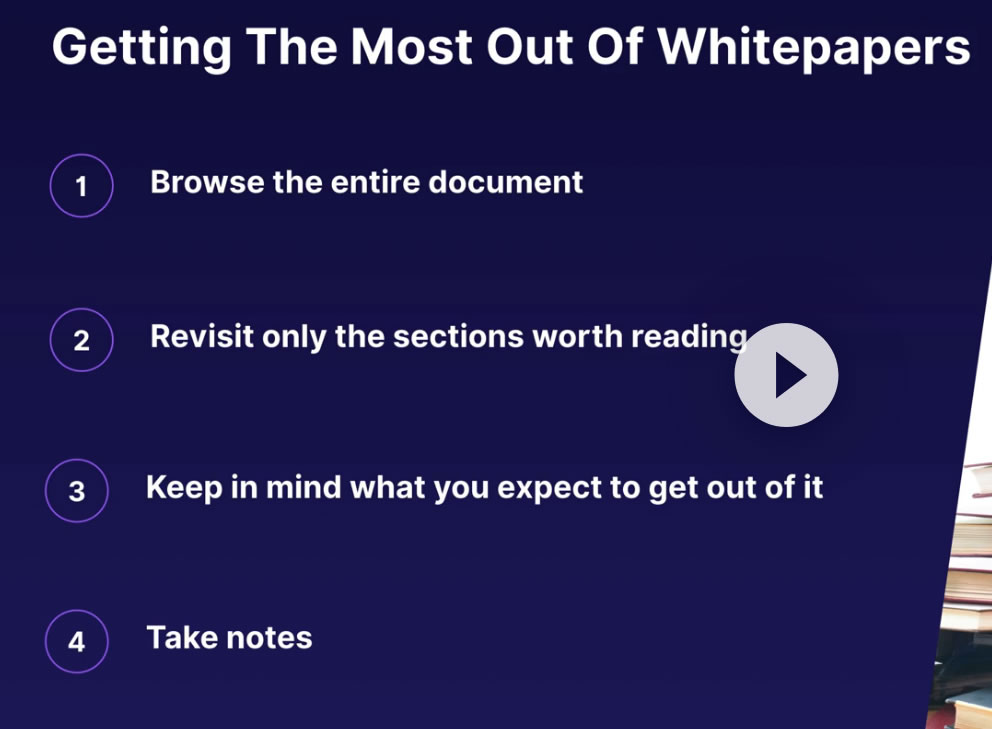 Getting The Most Out Of Whitepapers
1 Browse the entire document
2 Revisit only the sections worth reading
3 Keep in mind what you expect to get out of it
4 Take notes